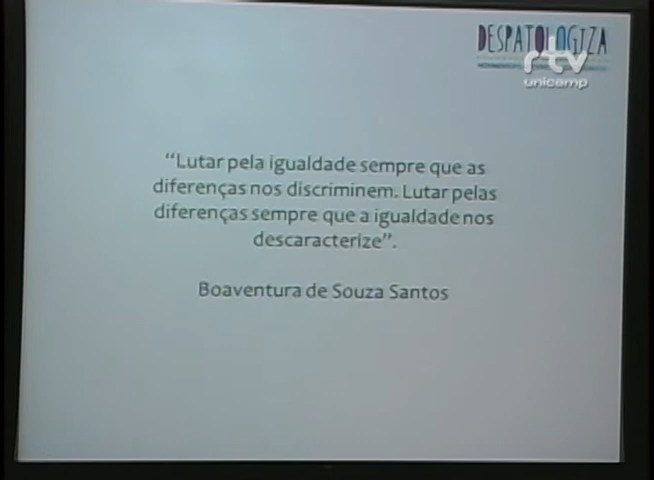 DESPATOLOGIZA
rtv
unicamp
“Lutar pela igualdade sempre que as
diferenças nos discriminem. Lutar pelas
diferenças sempre que a igualdade nos
descaracterize”.
Boaventura de Souza Santos